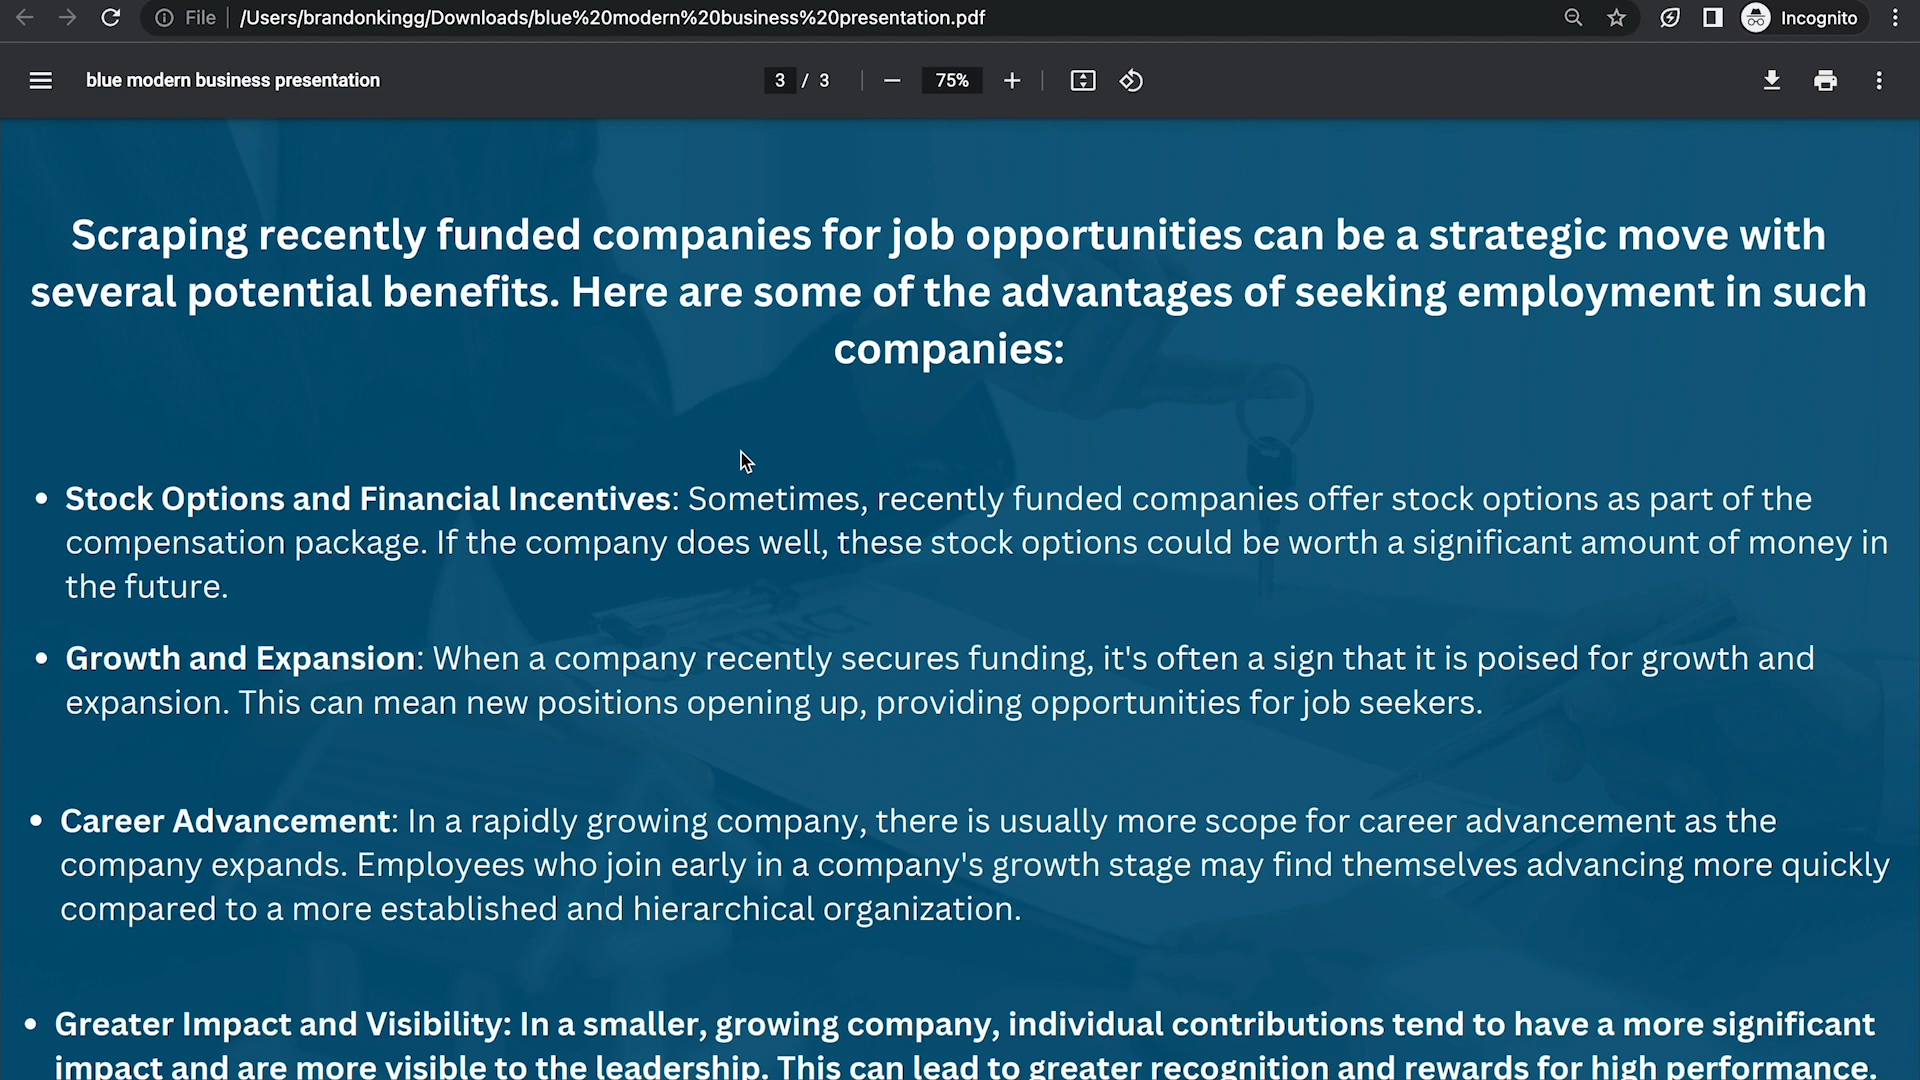 File
/Users/brandonkingg/Downloads/blue%20modern%20business%20presentation.pdf
Incognito
blue modern business presentation
3 / 3
75%
Scraping recently funded companies for job opportunities can be a strategic move with
several potential benefits. Here are some of the advantages of seeking employment in such
companies:
• Stock Options and Financial Incentives: Sometimes, recently funded companies offer stock options as part of the
compensation package. If the company does well, these stock options could be worth a significant amount of money in
the future.
• Growth and Expansion: When a company recently secures funding, it's often a sign that it is poised for growth and
expansion. This can mean new positions opening up, providing opportunities for job seekers.
• Career Advancement: In a rapidly growing company, there is usually more scope for career advancement as the
company expands. Employees who join early in a company's growth stage may find themselves advancing more quickly
compared to a more established and hierarchical organization.
• Greater Impact and Visibility: In a smaller, growing company, individual contributions tend to have a more significant
impact and are more visible to the leadership. This can lead to greater recognition and rewards for high performance.